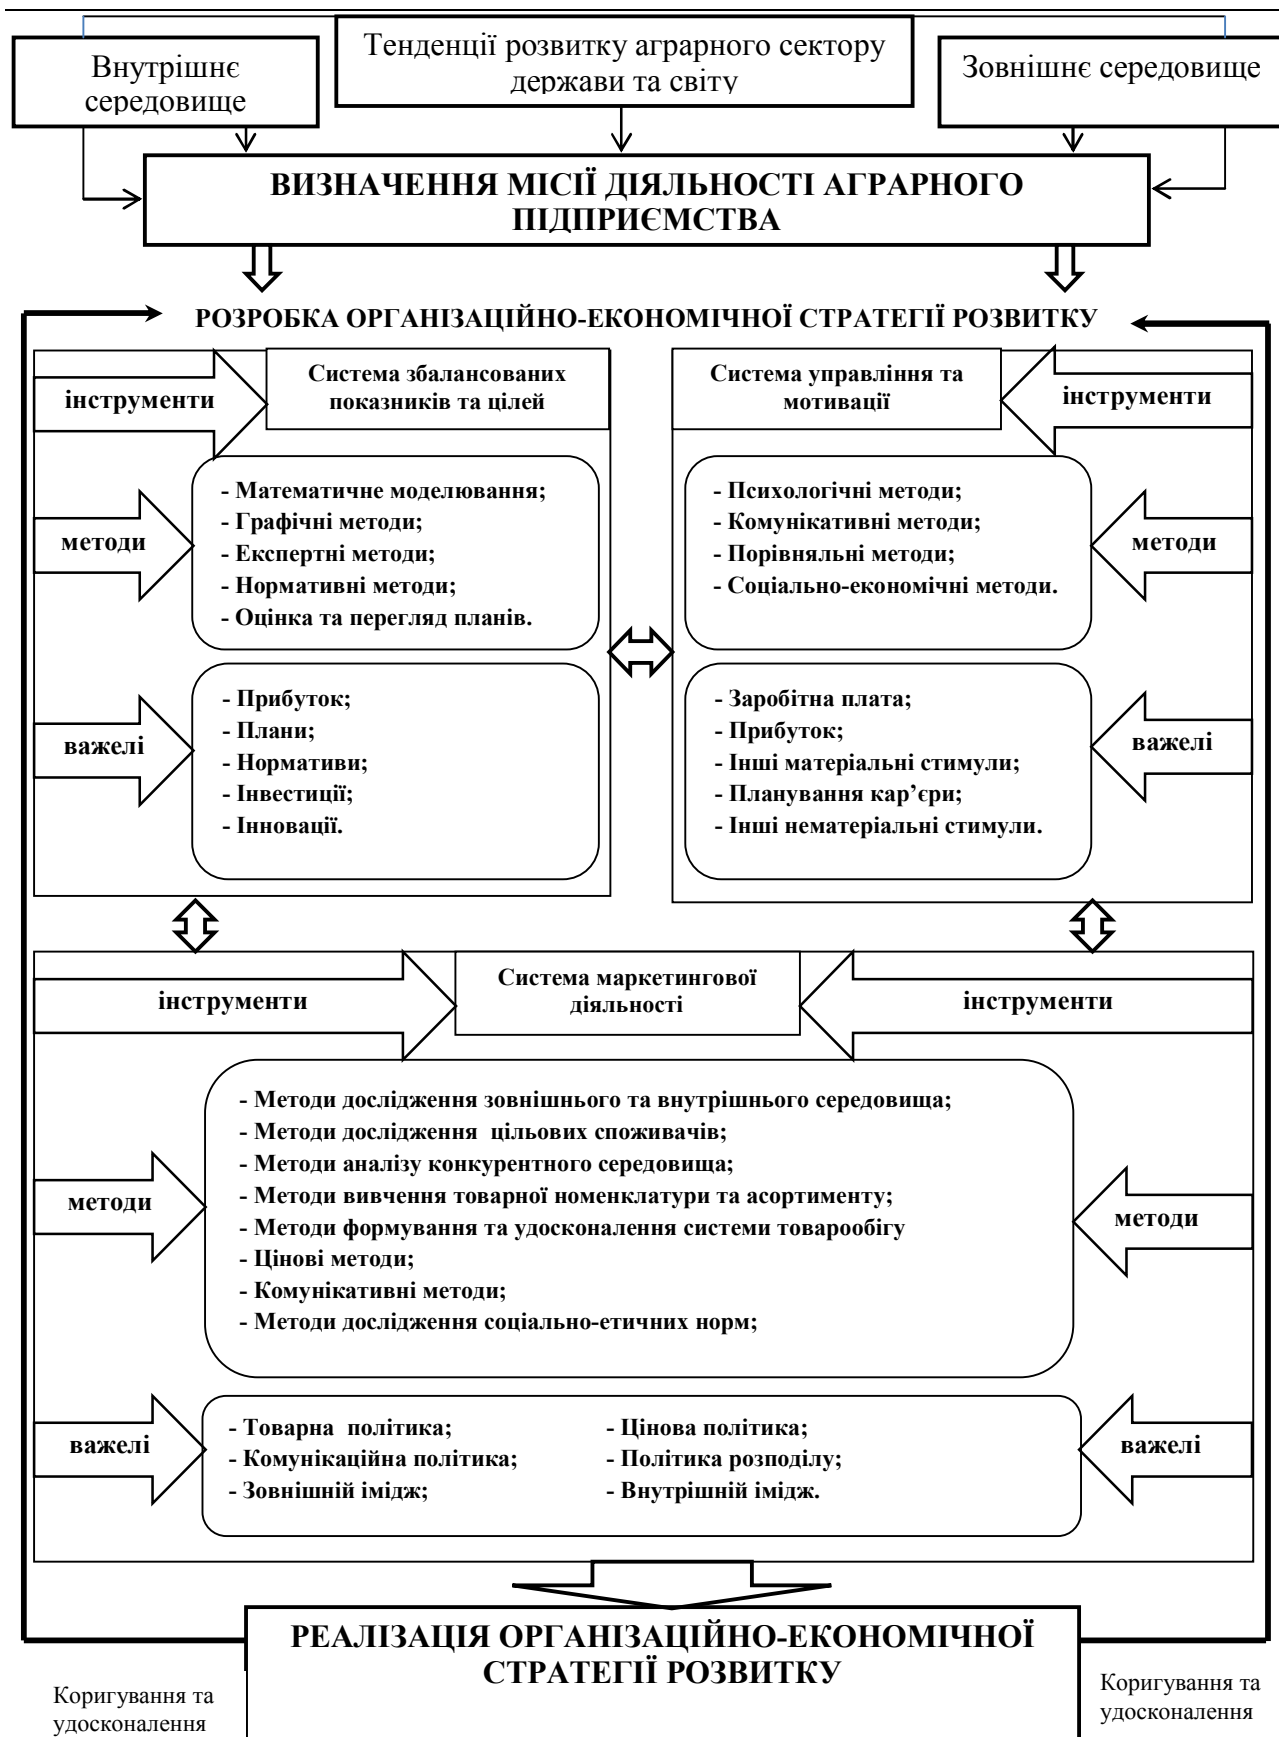 Внутрішнє
середовище
Тенденції розвитку аграрного сектору
держави та світу
Зовнішнє середовище
ВИЗНАЧЕННЯ МІСІЇ ДІЯЛЬНОСТІ АГРАРНОГО
ПІДПРИЄМСТВА
РОЗРОБКА ОРГАНІЗАЦІЙНО-ЕКОНОМІЧНОЇ СТРАТЕГІЇ РОЗВИТКУ
інструменти
Система збалансованих
показників та цілей
Система управління та
мотивації
інструменти
методи
- Математичне моделювання;
- Графічні методи;
- Експертні методи;
- Нормативні методи;
- Оцінка та перегляд планів.
- Психологічні методи;
- Комунікативні методи;
- Порівняльні методи;
- Соціально-економічні методи.
методи
важелі
- Прибуток;
- Плани;
- Нормативи;
- Інвестиції;
- Інновації.
- Заробітна плата;
- Прибуток;
- Інші матеріальні стимули;
- Планування кар’єри;
- Інші нематеріальні стимули.
важелі
інструменти
Система маркетингової
діяльності
інструменти
методи
- Методи дослідження зовнішнього та внутрішнього середовища;
- Методи дослідження  цільових споживачів;
- Методи аналізу конкурентного середовища;
- Методи вивчення товарної номенклатури та асортименту;
- Методи формування та удосконалення системи товарообігу
- Цінові методи;
- Комунікативні методи;
- Методи дослідження соціально-етичних норм;
методи
важелі
- Товарна  політика;
- Комунікаційна політика;
- Зовнішній імідж;
- Цінова політика;
- Політика розподілу;
- Внутрішній імідж.
важелі
РЕАЛІЗАЦІЯ ОРГАНІЗАЦІЙНО-ЕКОНОМІЧНОЇ
СТРАТЕГІЇ РОЗВИТКУ
Коригування та
удосконалення
Коригування та
удосконалення